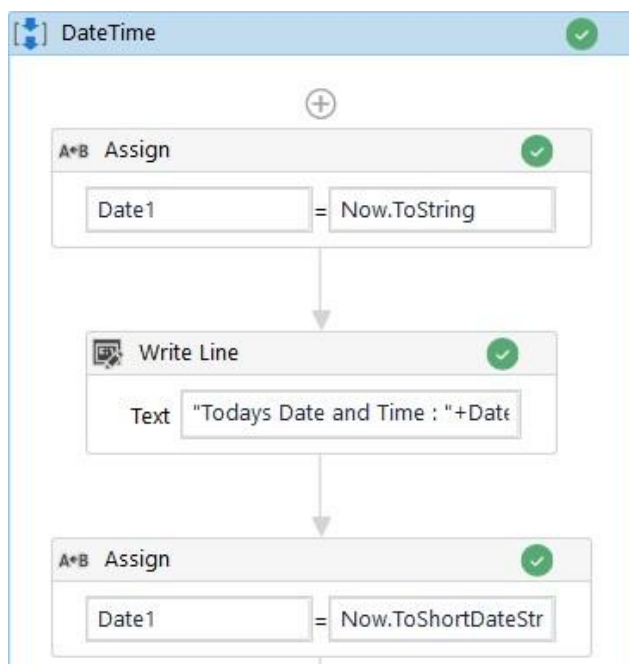 DateTime
A•B Assign
Date1 = Now.ToString
Write Line
Text "Todays Date and Time : "+Date
A•B Assign
Date1 = Now.ToShortDateStr